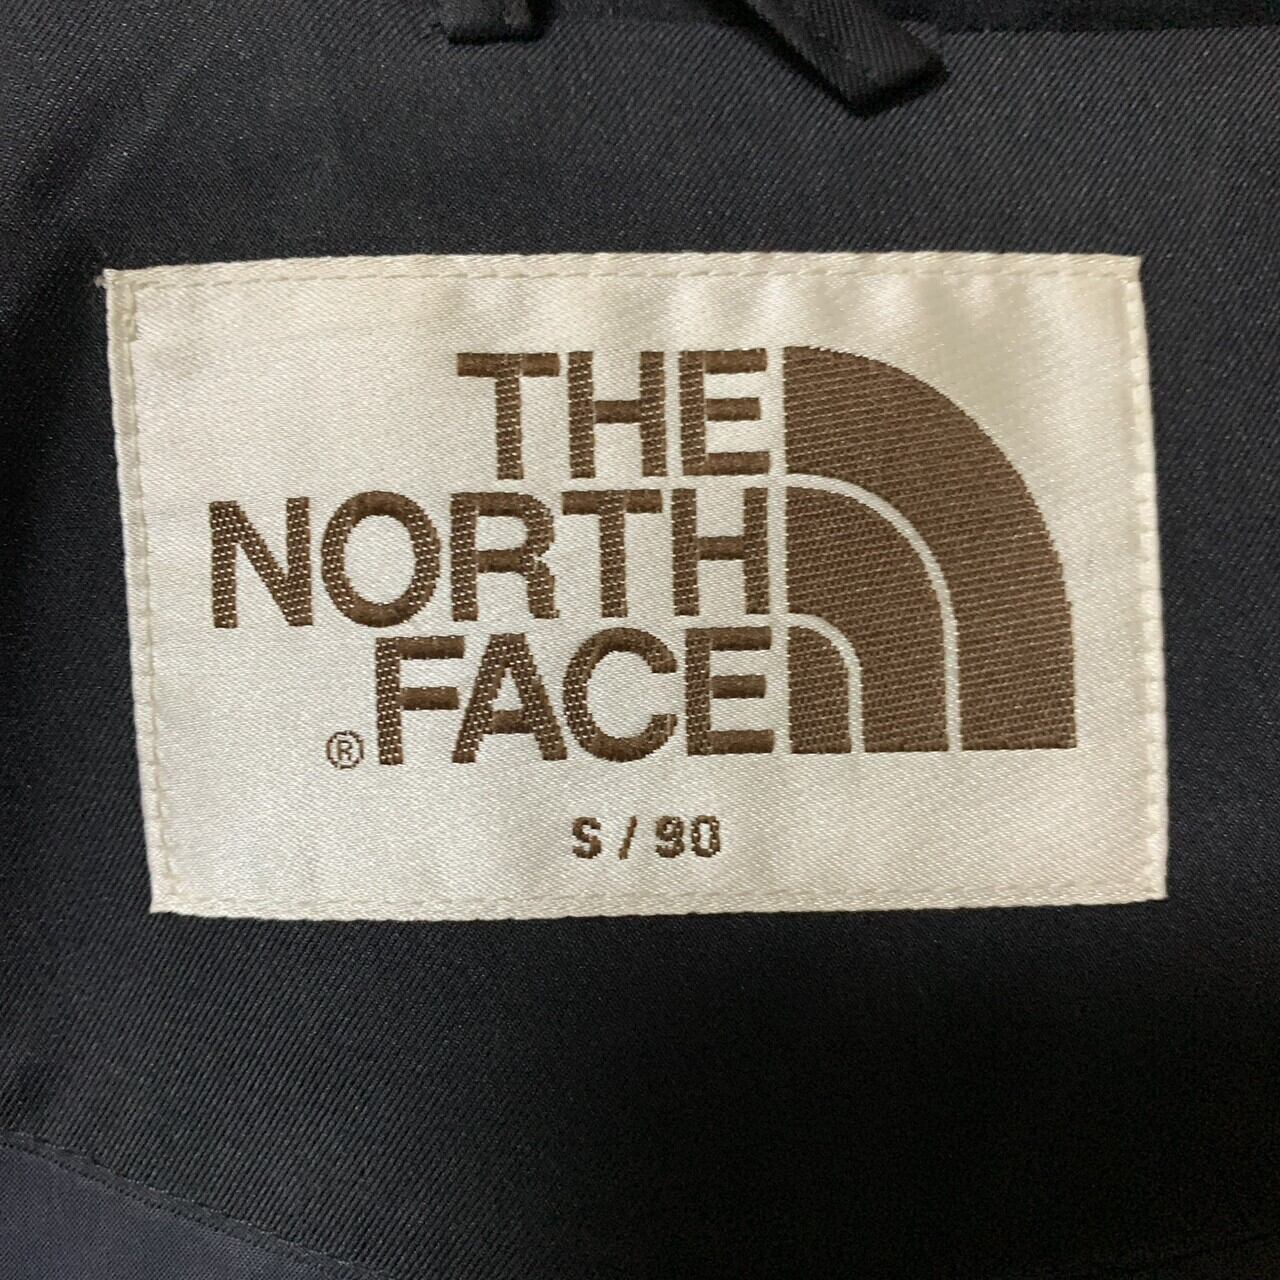 THE
NORTH
® FACE
S / 90